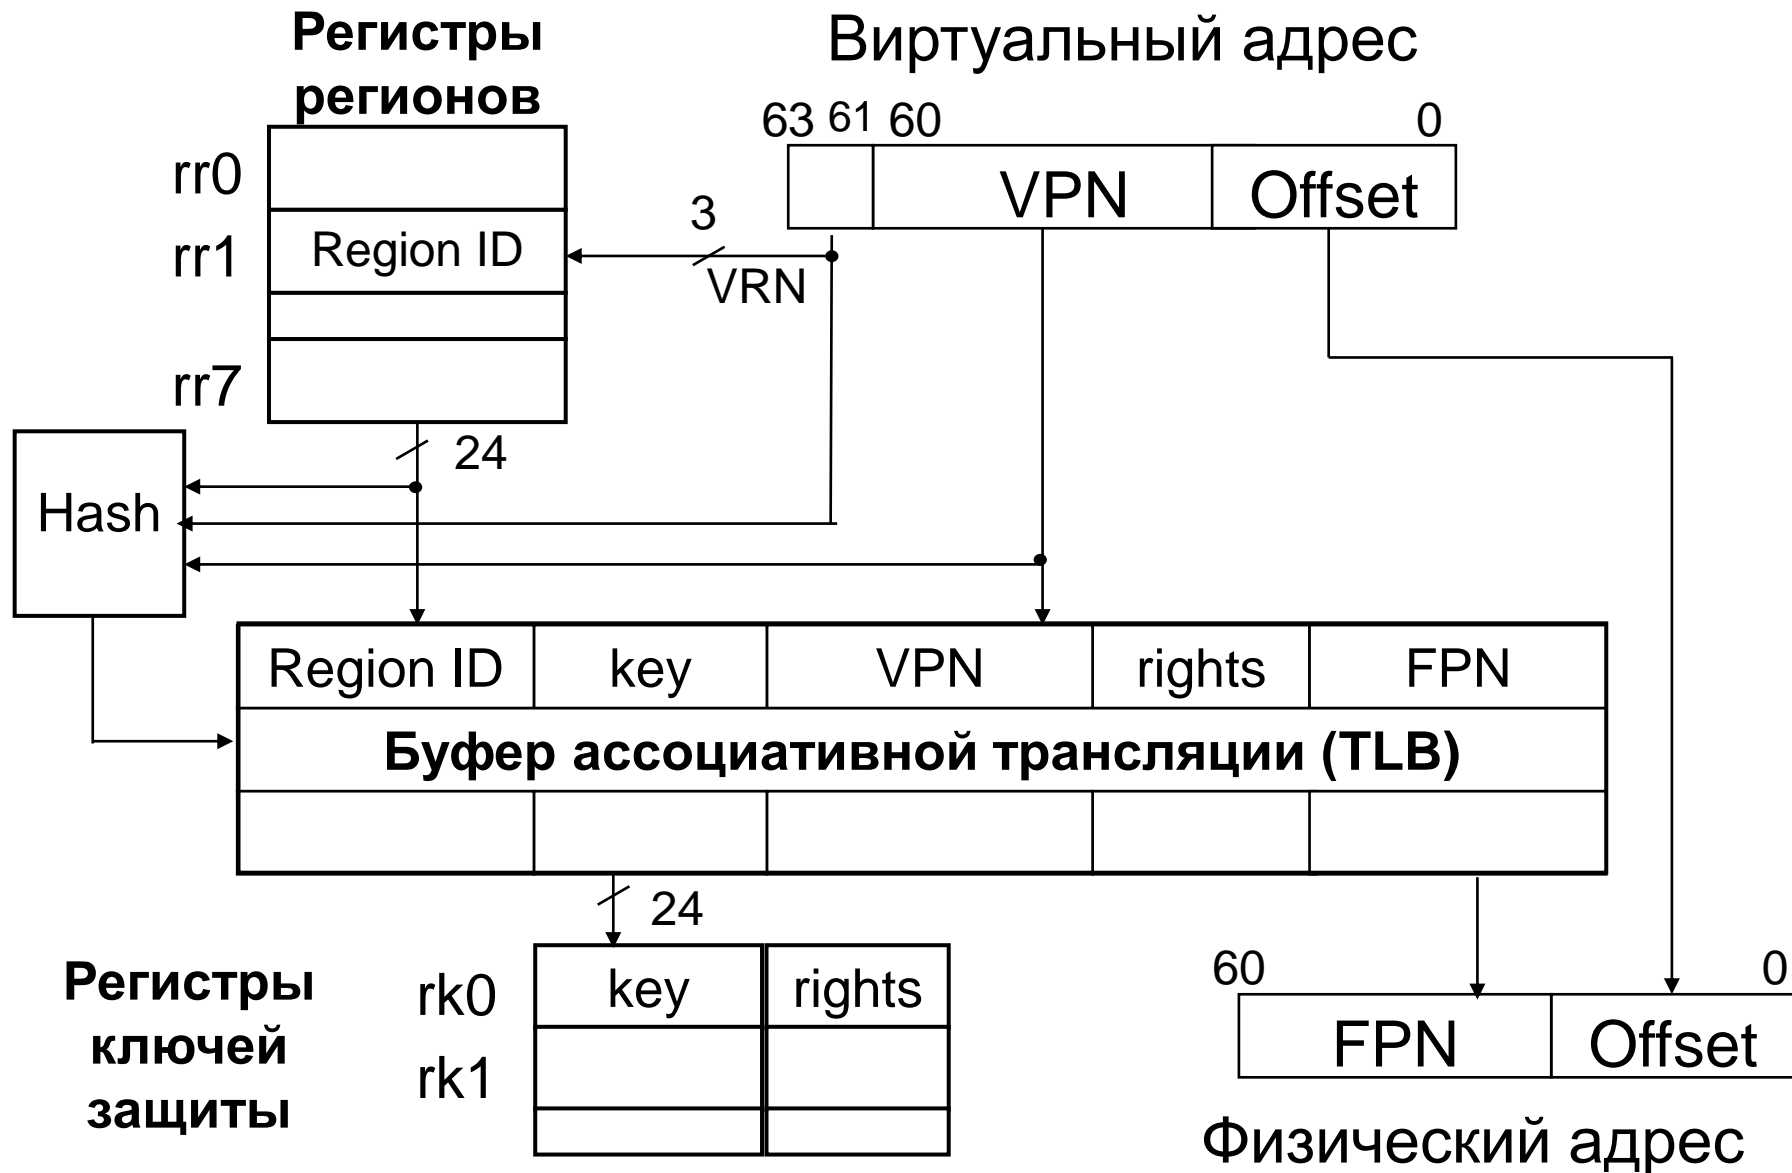 Регистры
регионов
Виртуальный адрес
63 61 60 0
rr0
VPN Offset
rr1
Region ID
3
VRN
rr7
24
Hash
Region ID key VPN rights FPN
Буфер ассоциативной трансляции (TLB)
24
Регистры
ключей
защиты
rk0
key rights
rk1
60 0
FPN Offset
Физический адрес